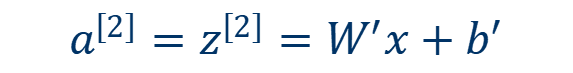 a^{[2]} = z^{[2]} = W'x + b'